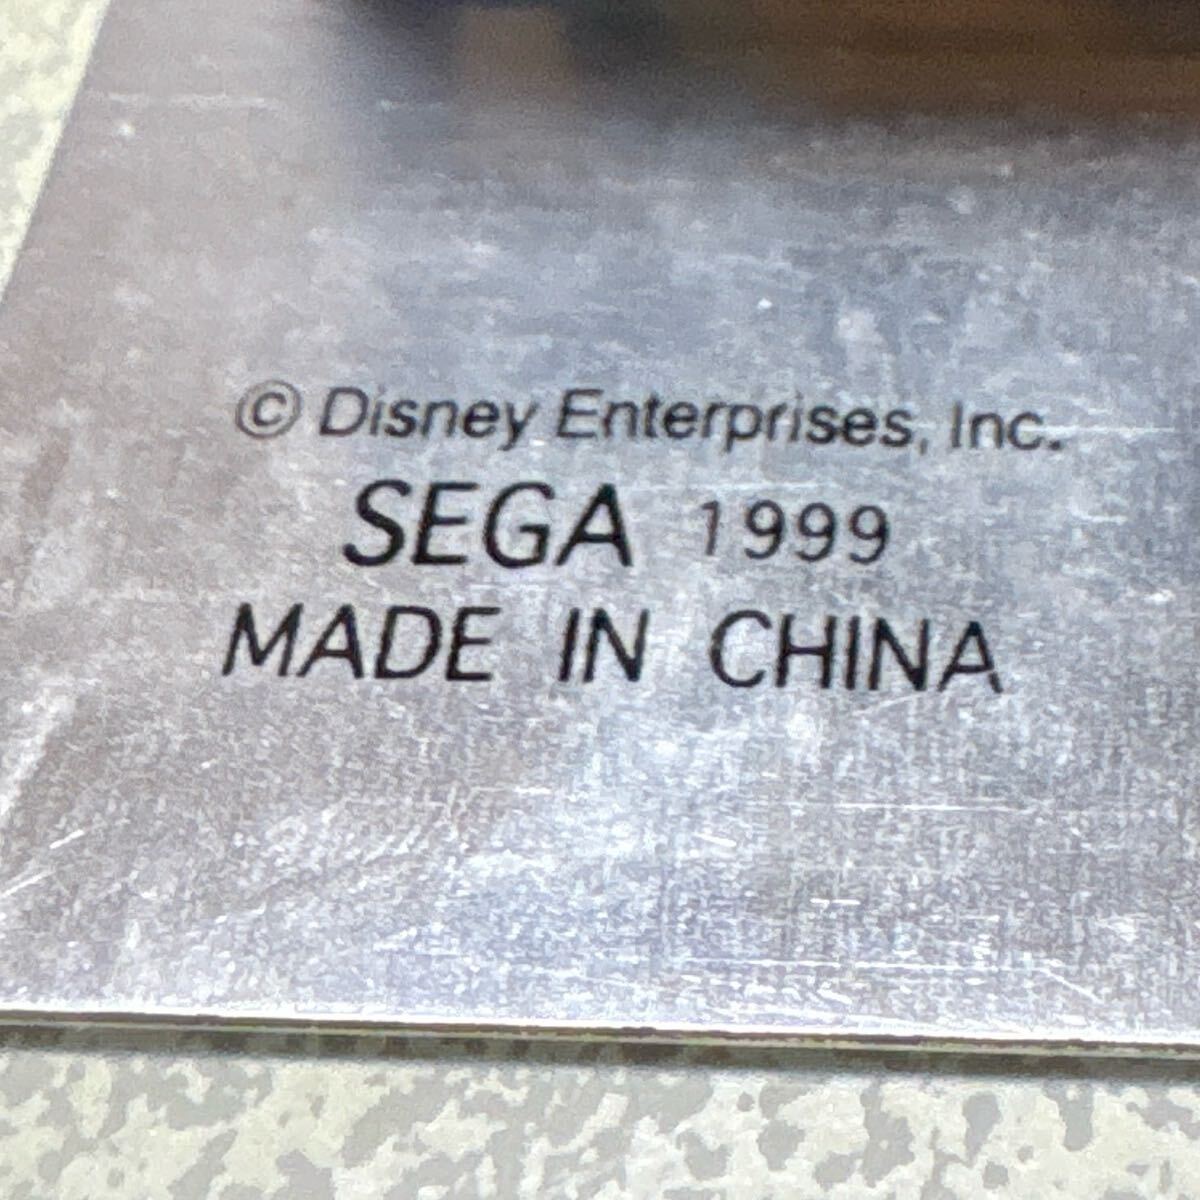 © Disney Enterprises, Inc.
SEGA 1999
MADE IN CHINA